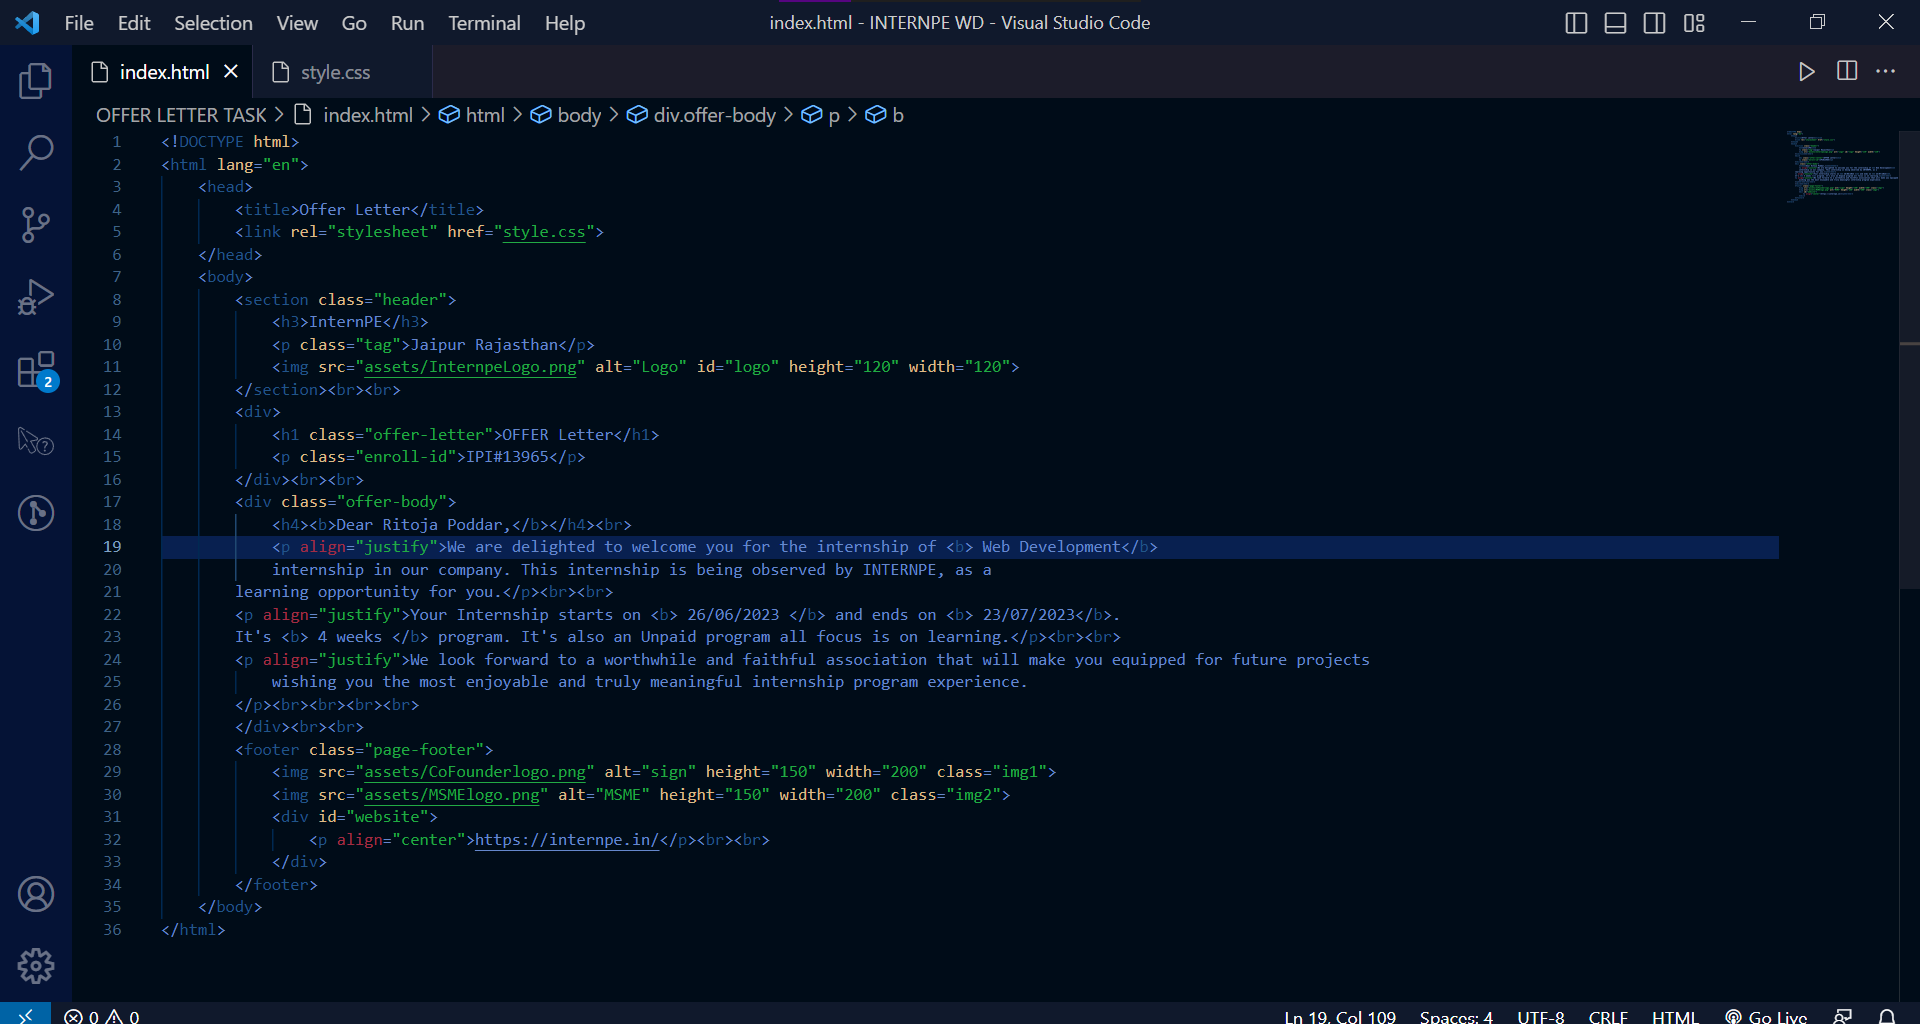 File Edit Selection View Go Run Terminal Help
index.html - INTERNPE WD - Visual Studio Code
index.html
style.css
OFFER LETTER TASK > index.html > html > body > div.offer-body > p > b
1 <!DOCTYPE html>
2 <html lang="en">
3 <head>
4 <title>Offer Letter</title>
5 <link rel="stylesheet" href="style.css">
6 </head>
7 <body>
8 <section class="header">
9 <h3>InternPE</h3>
10 <p class="tag">Jaipur Rajasthan</p>
11 <img src="assets/InternpeLogo.png" alt="Logo" id="logo" height="120" width="120">
12 </section><br><br>
13 <div>
14 <h1 class="offer-letter">OFFER Letter</h1>
15 <p class="enroll-id">IPI#13965</p>
16 </div><br><br>
17 <div class="offer-body">
18 <h4><b>Dear Ritoja Poddar,</b></h4><br>
19 <p align="justify">We are delighted to welcome you for the internship of <b> Web Development</b>
20 internship in our company. This internship is being observed by INTERNPE, as a
21 learning opportunity for you.</p><br><br>
22 <p align="justify">Your Internship starts on <b> 26/06/2023 </b> and ends on <b> 23/07/2023</b>.
23 It's <b> 4 weeks </b> program. It's also an Unpaid program all focus is on learning.</p><br><br>
24 <p align="justify">We look forward to a worthwhile and faithful association that will make you equipped for future projects
25 wishing you the most enjoyable and truly meaningful internship program experience.
26 </p><br><br><br><br>
27 </div><br><br>
28 <footer class="page-footer">
29 <img src="assets/CoFounderlogo.png" alt="sign" height="150" width="200" class="img1">
30 <img src="assets/MSMElogo.png" alt="MSME" height="150" width="200" class="img2">
31 <div id="website">
32 <p align="center">https://internpe.in/</p><br><br>
33 </div>
34 </footer>
35 </body>
36 </html>
2
0 0
Ln 19, Col 109 Spaces: 4 UTF-8 CRLF HTML Go Live